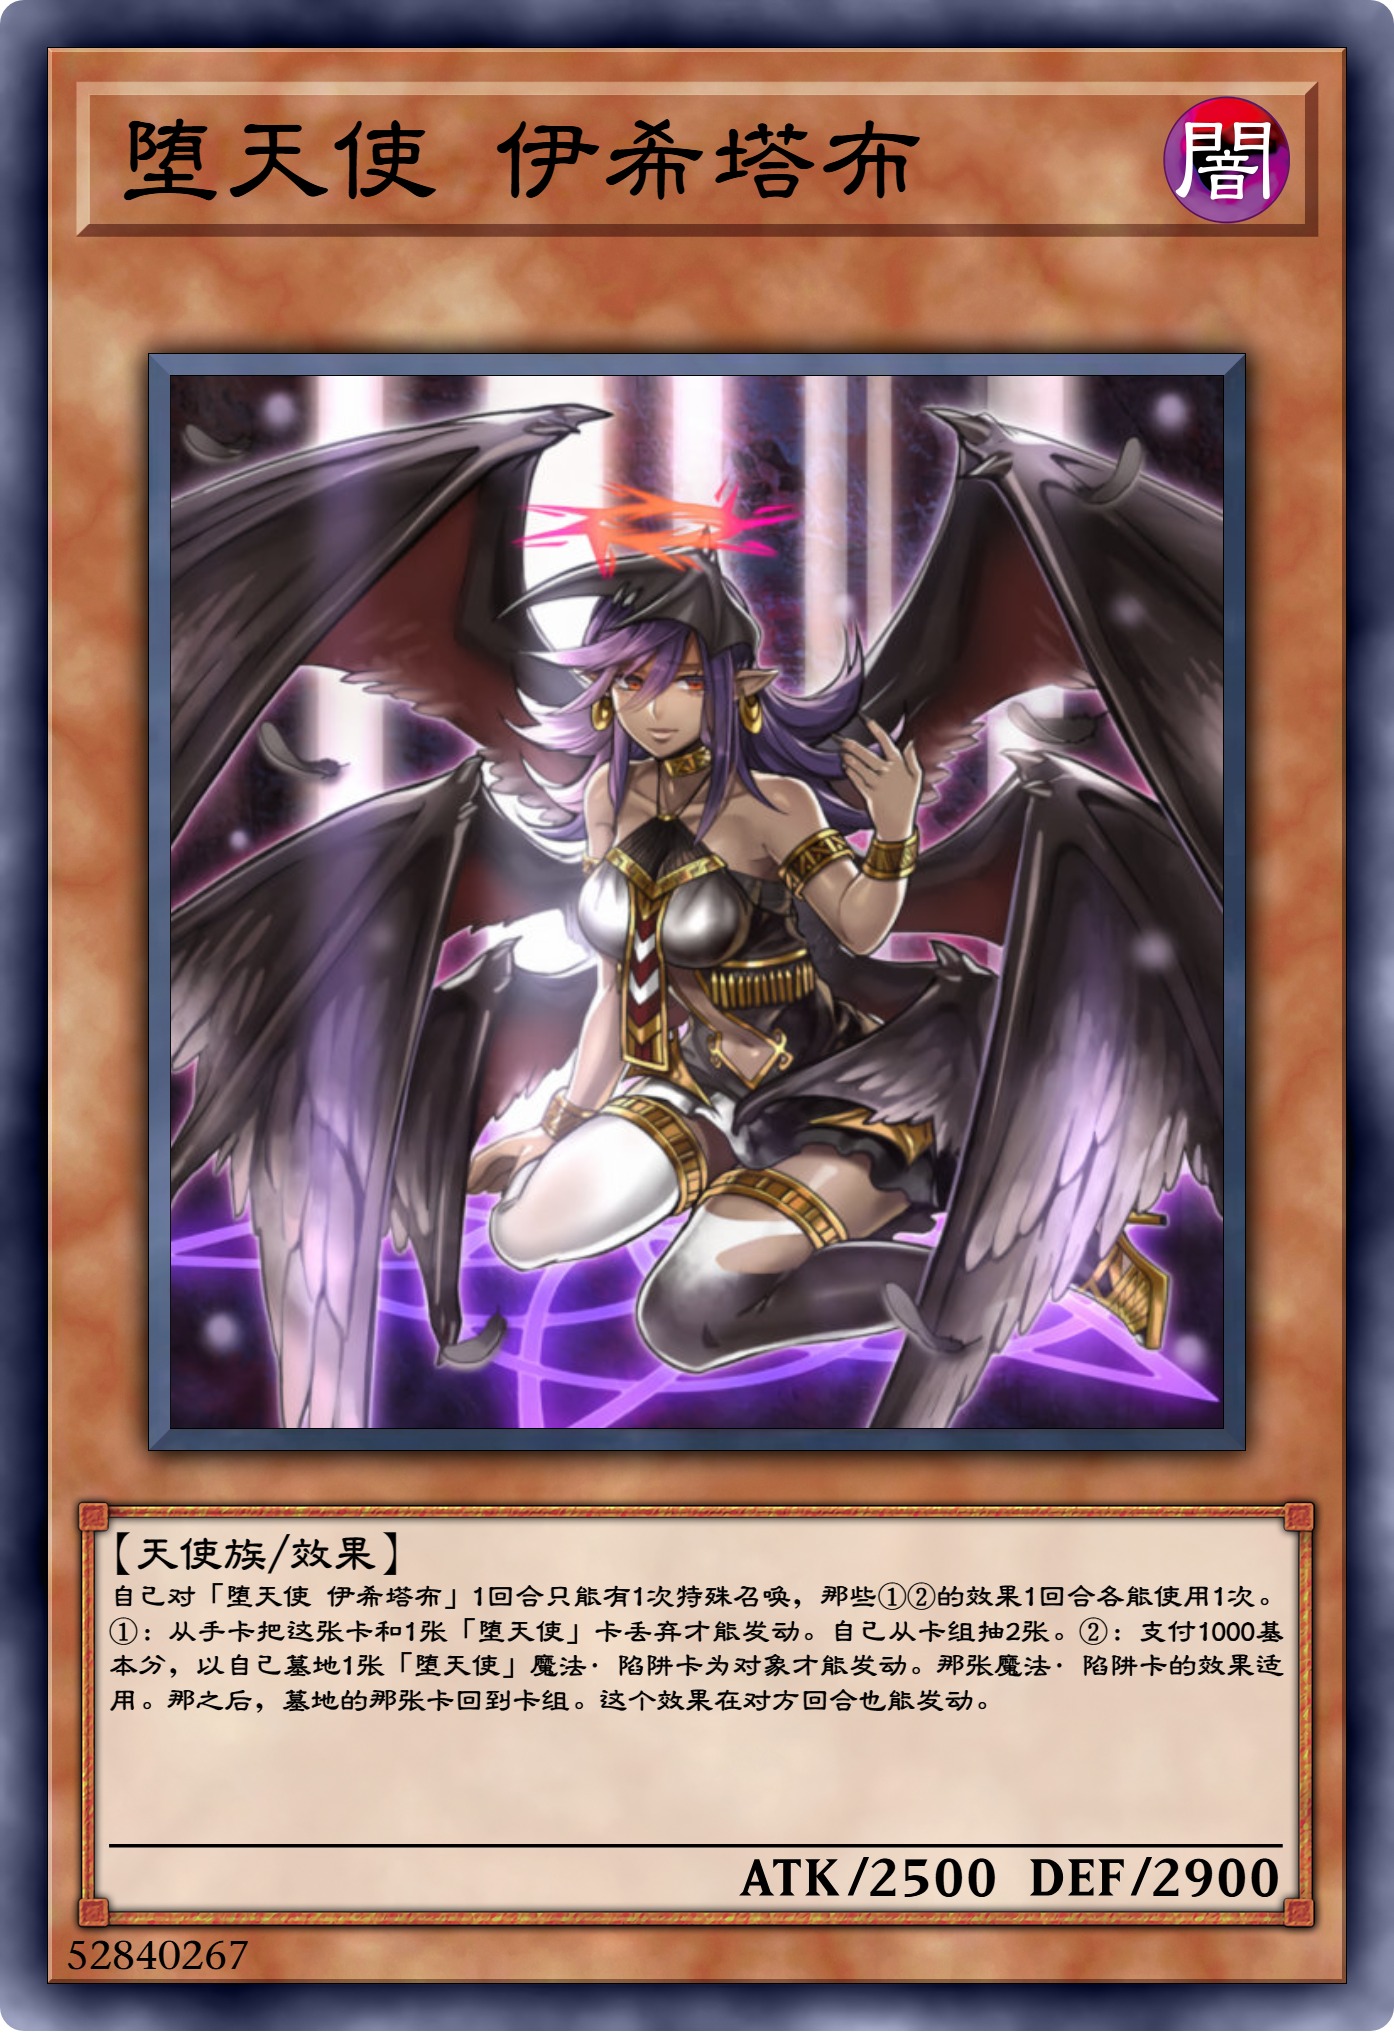 堕天使 伊希塔布
闇
【天使族/效果】
自己对「堕天使 伊希塔布」1回合只能有1次特殊召唤，那些①②的效果1回合各能使用1次。
①：从手卡把这张卡和1张「堕天使」卡丢弃才能发动。自己从卡组抽2张。②：支付1000基
本分，以自己墓地1张「堕天使」魔法·陷阱卡为对象才能发动。那张魔法·陷阱卡的效果适
用。那之后，墓地的那张卡回到卡组。这个效果在对方回合也能发动。
ATK/2500 DEF/2900
52840267